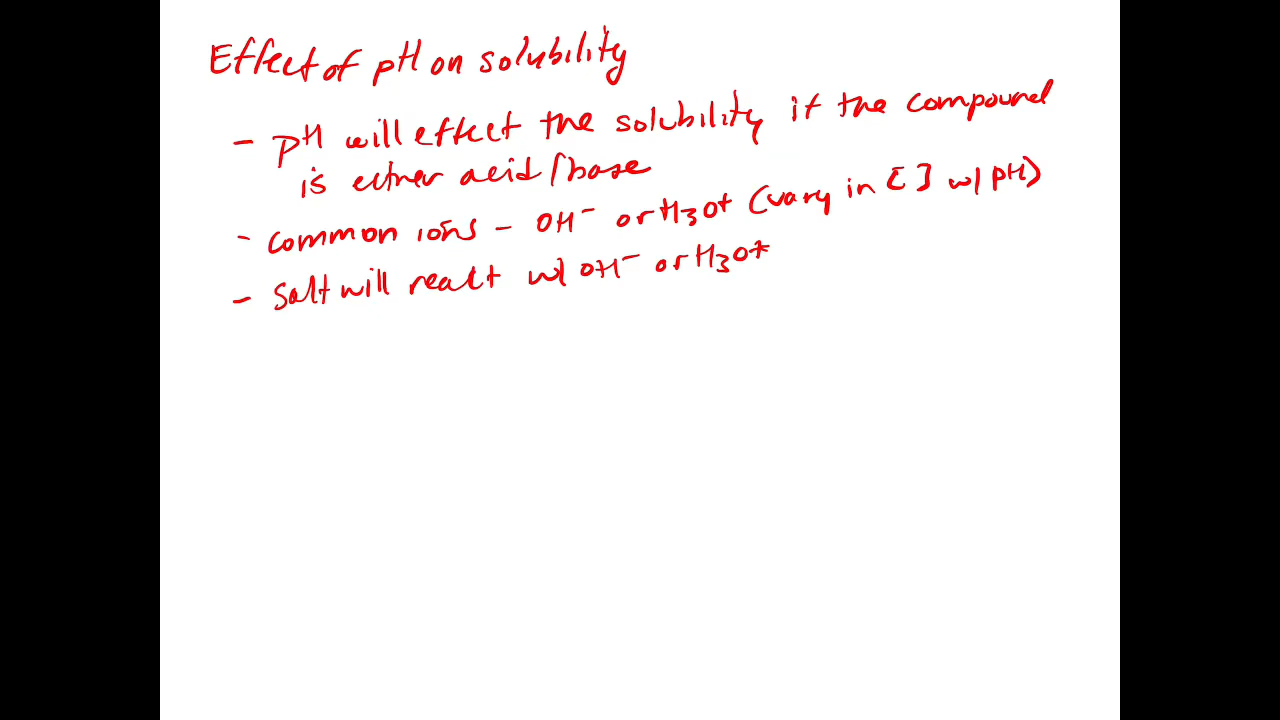 Effect of pH on solubility
- pH will effect the solubility if the compound
is either acid/base
- common ions - OH⁻ or H₃O+ (vary in [ ] w/ pH)
- Salt will react w/ OH⁻ or H₃O+